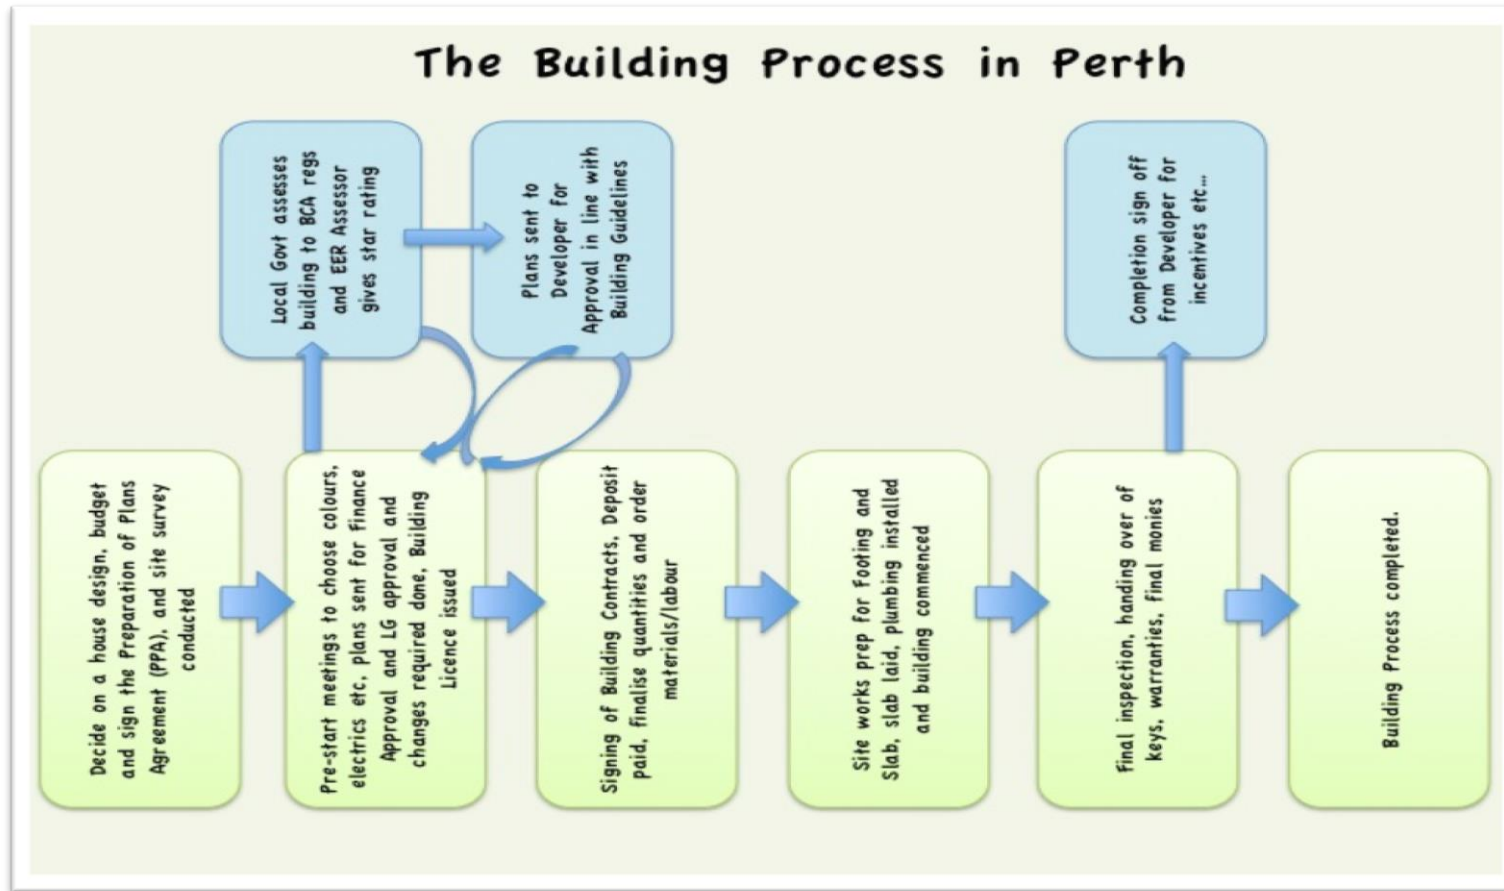 The Building Process in Perth
Local Govt assesses
building to BCA regs
and EER Assessor
gives star rating
Plans sent to
Developer for
Approval in line with
Building Guidelines
Completion sign off
from Developer for
incentives etc...
Decide on a house design, budget
and sign the Preparation of Plans
Agreement (PPA), and site survey
conducted
Pre-start meetings to choose colours,
electrics etc, plans sent for Finance
Approval and LG approval and
changes required done, Building
Licence issued
Signing of Building Contracts, Deposit
paid, finalise quantities and order
materials/labour
Site works prep for Footing and
Slab, slab laid, plumbing installed
and building commenced
Final inspection, handing over of
keys, warranties, final monies
Building Process completed.